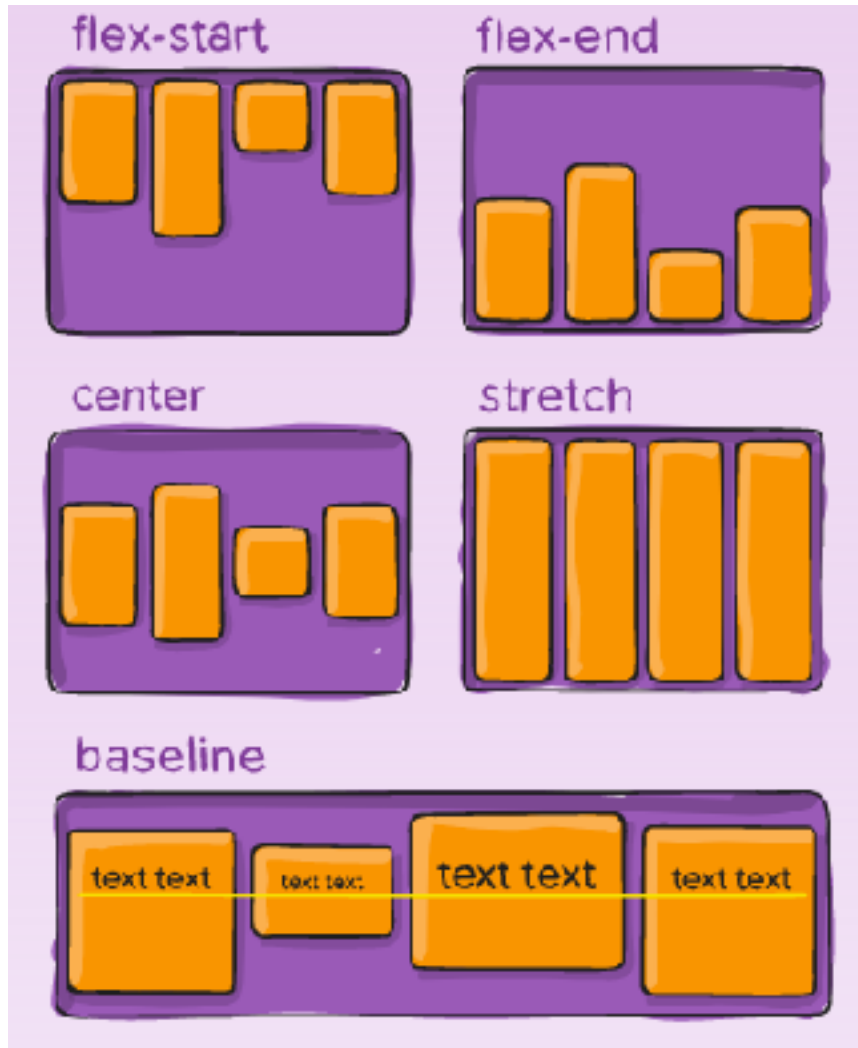 flex-start
flex-end
center
stretch
baseline
text text
text text
text text
text text